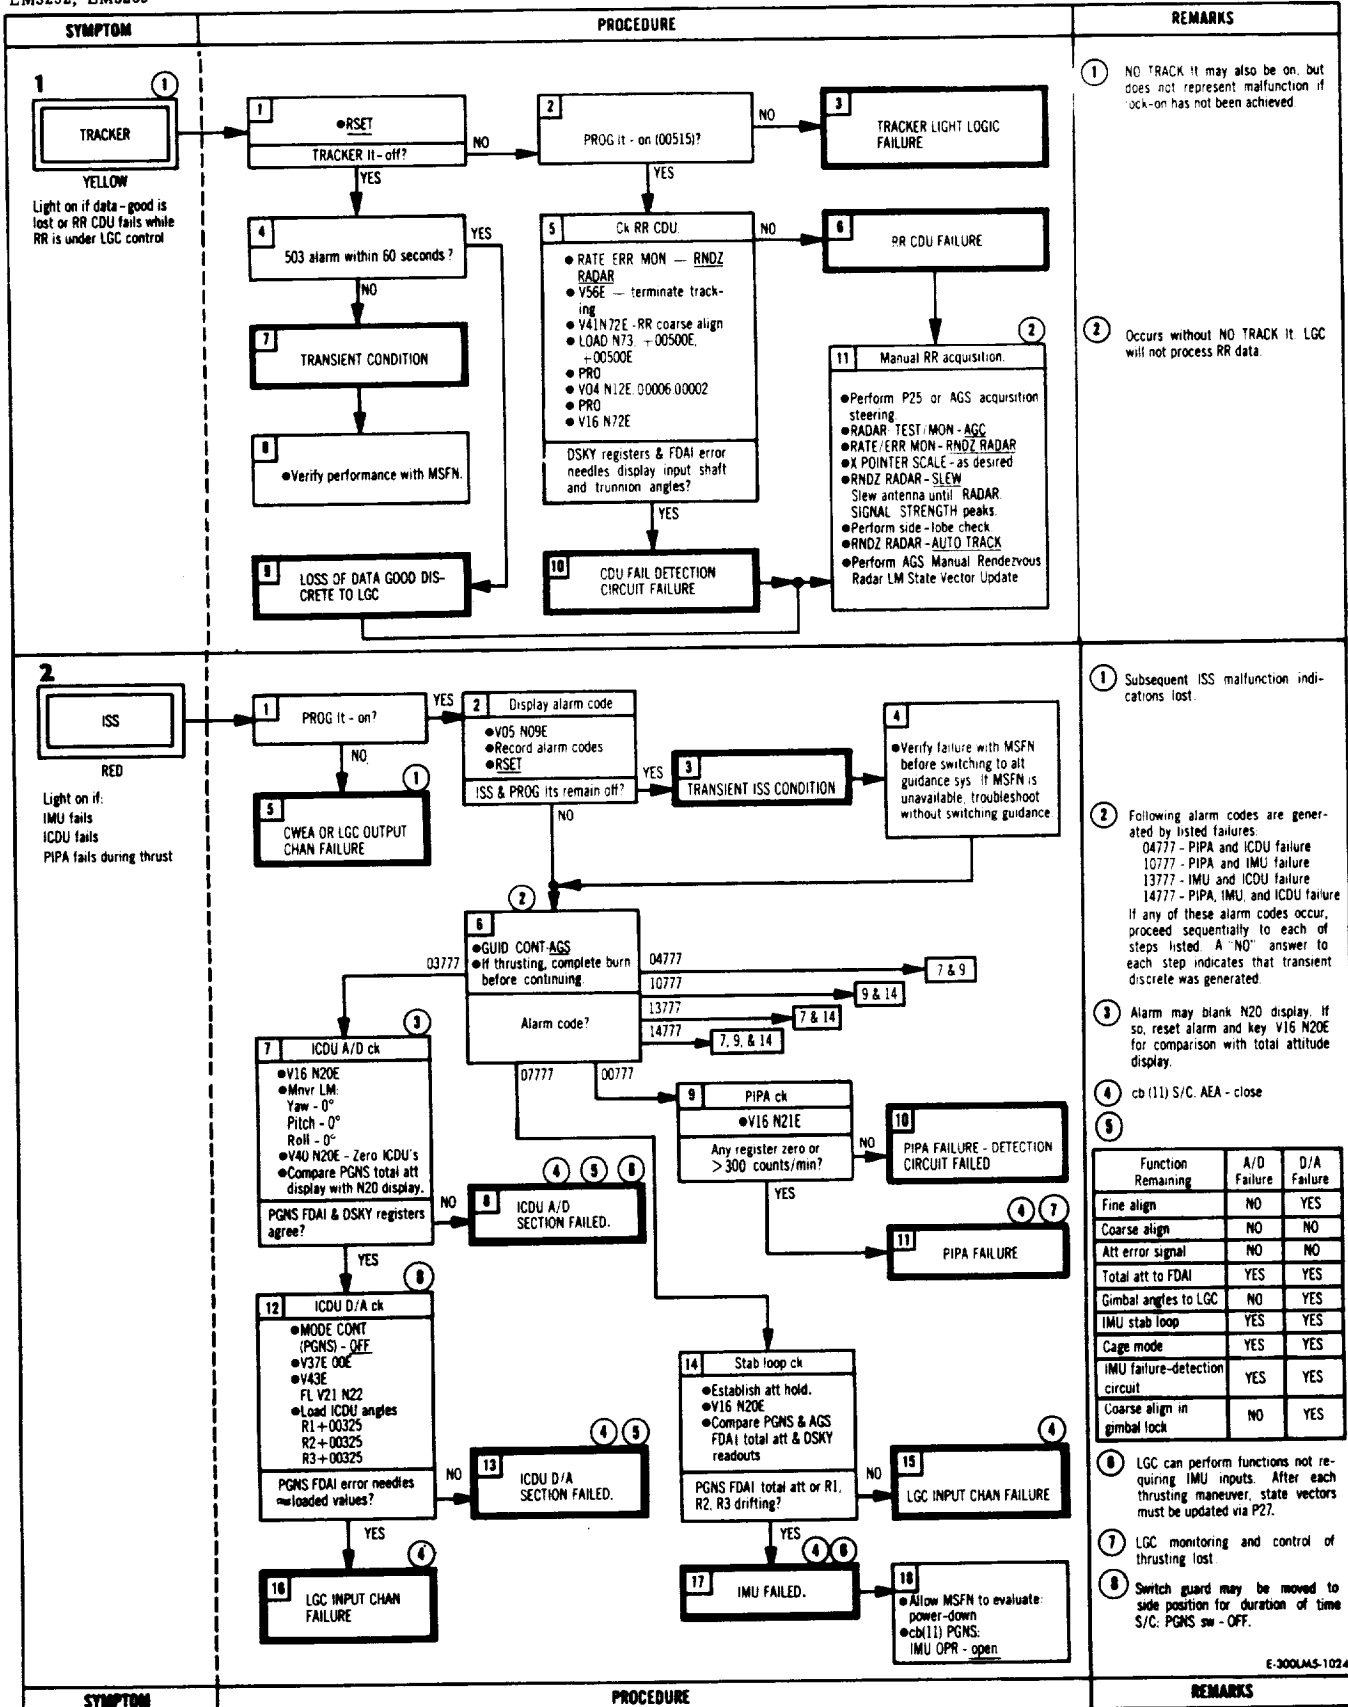 SYMPTOM
PROCEDURE
REMARKS
1
1
TRACKER
YELLOW
Light on if data-good is
lost or RR CDU fails while
RR is under LGC control
1
●RSET
TRACKER lt-off?
NO
YES
2
PROG lt - on (00515)?
NO
YES
3
TRACKER LIGHT LOGIC
FAILURE
4
503 alarm within 60 seconds?
YES
NO
5
Ck RR CDU.
● RATE ERR MON — RNDZ
RADAR
● V56E — terminate track-
ing
● V41N72E -RR coarse align
● LOAD N73, +00500E,
+00500E
● PRO
● V04 N12E 00006 00002
● PRO
● V16 N72E
DSKY registers & FDAI error
needles display input shaft
and trunnion angles?
NO
YES
6
RR CDU FAILURE
7
TRANSIENT CONDITION
8
●Verify performance with MSFN.
9
LOSS OF DATA GOOD DIS-
CRETE TO LGC
10
CDU FAIL DETECTION
CIRCUIT FAILURE
2
11
Manual RR acquisition.
●Perform P25 or AGS acquisition
steering.
●RADAR TEST/MON - AGC
●RATE/ERR MON - RNDZ RADAR
●X POINTER SCALE - as desired
●RNDZ RADAR - SLEW
Slew antenna until RADAR.
SIGNAL STRENGTH peaks.
●Perform side-lobe check
●RNDZ RADAR - AUTO TRACK
●Perform AGS Manual Rendezvous
Radar LM State Vector Update
1
NO TRACK lt may also be on, but
does not represent malfunction if
lock-on has not been achieved.
2
Occurs without NO TRACK lt. LGC
will not process RR data.
2
ISS
RED
Light on if:
IMU fails
ICDU fails
PIPA fails during thrust
1
PROG lt - on?
YES
NO
2
Display alarm code
●V05 N09E
●Record alarm codes
●RSET
ISS & PROG lts remain off?
YES
NO
3
TRANSIENT ISS CONDITION
4
●Verify failure with MSFN
before switching to alt
guidance sys. If MSFN is
unavailable, troubleshoot
without switching guidance.
1
5
CWEA OR LGC OUTPUT
CHAN FAILURE
2
6
●GUID CONT-AGS
●If thrusting, complete burn
before continuing.
Alarm code?
03777
04777
7 & 9
10777
9 & 14
13777
7 & 14
14777
7, 9, & 14
07777
00777
3
7
ICDU A/D ck
●V16 N20E
●Mnvr LM:
Yaw - 0°
Pitch - 0°
Roll - 0°
●V40 N20E - Zero ICDU's
●Compare PGNS total att
display with N20 display.
PGNS FDAI & DSKY registers
agree?
NO
YES
4 5 6
8
ICDU A/D
SECTION FAILED.
9
PIPA ck
●V16 N21E
Any register zero or
>300 counts/min?
NO
YES
10
PIPA FAILURE - DETECTION
CIRCUIT FAILED
4 7
11
PIPA FAILURE
8
12
ICDU D/A ck
●MODE CONT
(PGNS) - OFF
●V37E 00E
●V43E
FL V21 N22
●Load ICDU angles
R1+00325
R2+00325
R3+00325
PGNS FDAI error needles
≈loaded values?
NO
YES
4 5
13
ICDU D/A
SECTION FAILED.
14
Stab loop ck
●Establish att hold.
●V16 N20E
●Compare PGNS & AGS
FDAI total att & DSKY
readouts
PGNS FDAI total att or R1,
R2, R3 drifting?
NO
YES
4
15
LGC INPUT CHAN FAILURE
4
16
LGC INPUT CHAN
FAILURE
4 6
17
IMU FAILED.
18
●Allow MSFN to evaluate:
power-down
●cb(11) PGNS:
IMU OPR - open
1
Subsequent ISS malfunction indi-
cations lost.
2
Following alarm codes are gener-
ated by listed failures:
04777 - PIPA and ICDU failure
10777 - PIPA and IMU failure
13777 - IMU and ICDU failure
14777 - PIPA, IMU, and ICDU failure
If any of these alarm codes occur,
proceed sequentially to each of
steps listed. A "NO" answer to
each step indicates that transient
discrete was generated.
3
Alarm may blank N20 display. If
so, reset alarm and key V16 N20E
for comparison with total attitude
display.
4
cb (11) S/C: AEA - close
5
Function Remaining A/D Failure D/A Failure
Fine align NO YES
Coarse align NO NO
Att error signal NO NO
Total att to FDAI YES YES
Gimbal angles to LGC NO YES
IMU stab loop YES YES
Cage mode YES YES
IMU failure-detection circuit YES YES
Coarse align in gimbal lock NO YES
6
LGC can perform functions not re-
quiring IMU inputs. After each
thrusting maneuver, state vectors
must be updated via P27.
7
LGC monitoring and control of
thrusting lost.
8
Switch guard may be moved to
side position for duration of time
S/C: PGNS sw - OFF.
E-300LM5-1024
SYMPTOM
PROCEDURE
REMARKS